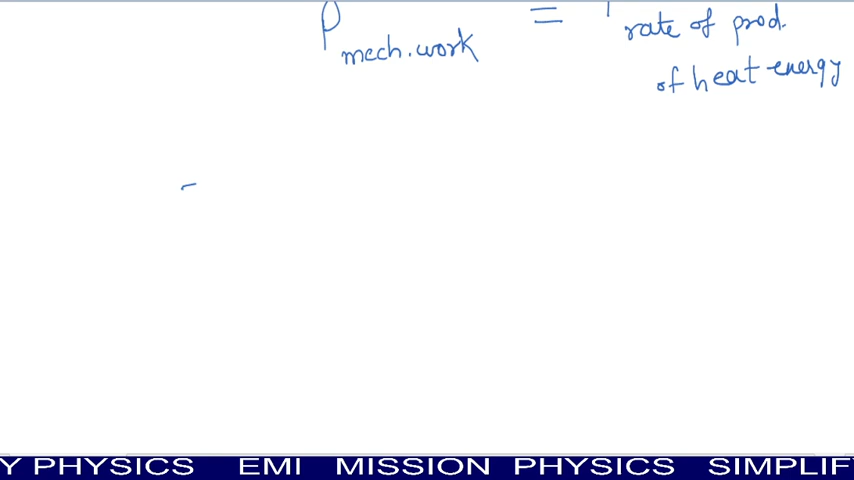 P mech.work = rate of prod.
of heat energy
Y PHYSICS EMI MISSION PHYSICS SIMPLIF